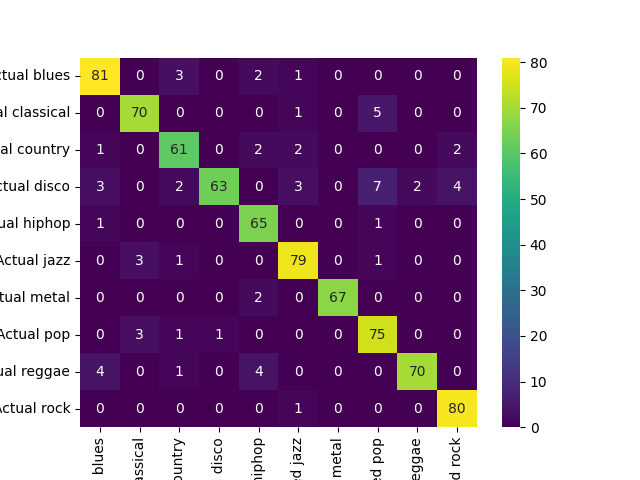 ctual blues 81 0 3 0 2 1 0 0 0 0
al classical 0 70 0 0 0 1 0 5 0 0
al country 1 0 61 0 2 2 0 0 0 2
ctual disco 3 0 2 63 0 3 0 7 2 4
ual hiphop 1 0 0 0 65 0 0 1 0 0
Actual jazz 0 3 1 0 0 79 0 1 0 0
tual metal 0 0 0 0 2 0 67 0 0 0
Actual pop 0 3 1 1 0 0 0 75 0 0
ual reggae 4 0 1 0 4 0 0 0 70 0
Actual rock 0 0 0 0 0 1 0 0 0 80
blues
assical
ountry
disco
hiphop
ed jazz
metal
ed pop
eggae
d rock
80
70
60
50
40
30
20
10
0